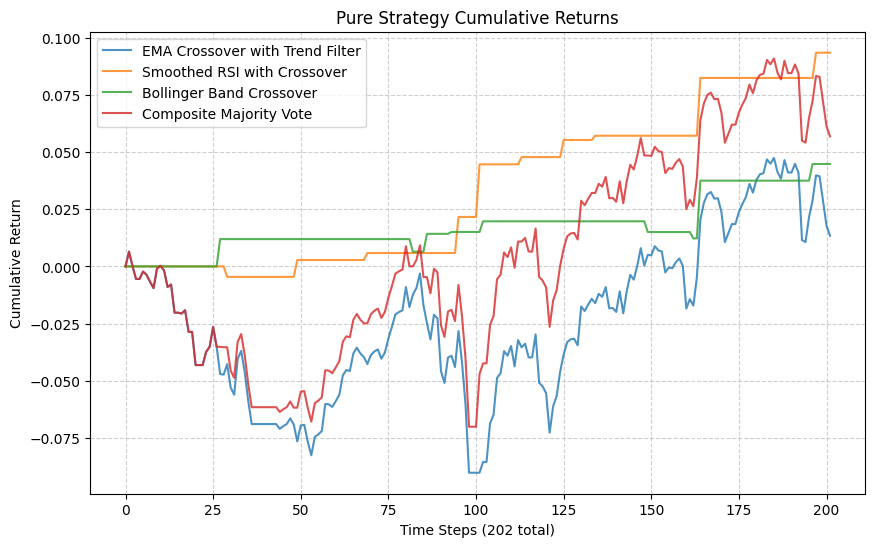 Pure Strategy Cumulative Returns
EMA Crossover with Trend Filter
Smoothed RSI with Crossover
Bollinger Band Crossover
Composite Majority Vote
Cumulative Return
0.100
0.075
0.050
0.025
0.000
−0.025
−0.050
−0.075
0 25 50 75 100 125 150 175 200
Time Steps (202 total)